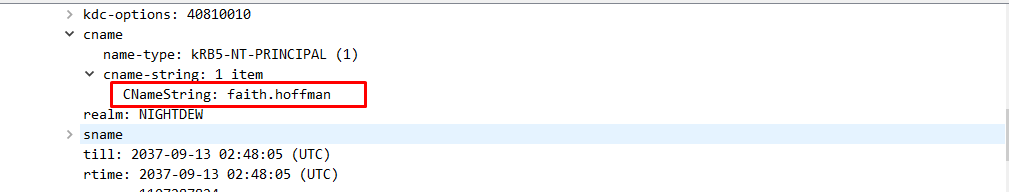 kdc-options: 40810010
cname
name-type: kRB5-NT-PRINCIPAL (1)
cname-string: 1 item
CNameString: faith.hoffman
realm: NIGHTDEW
sname
till: 2037-09-13 02:48:05 (UTC)
rtime: 2037-09-13 02:48:05 (UTC)